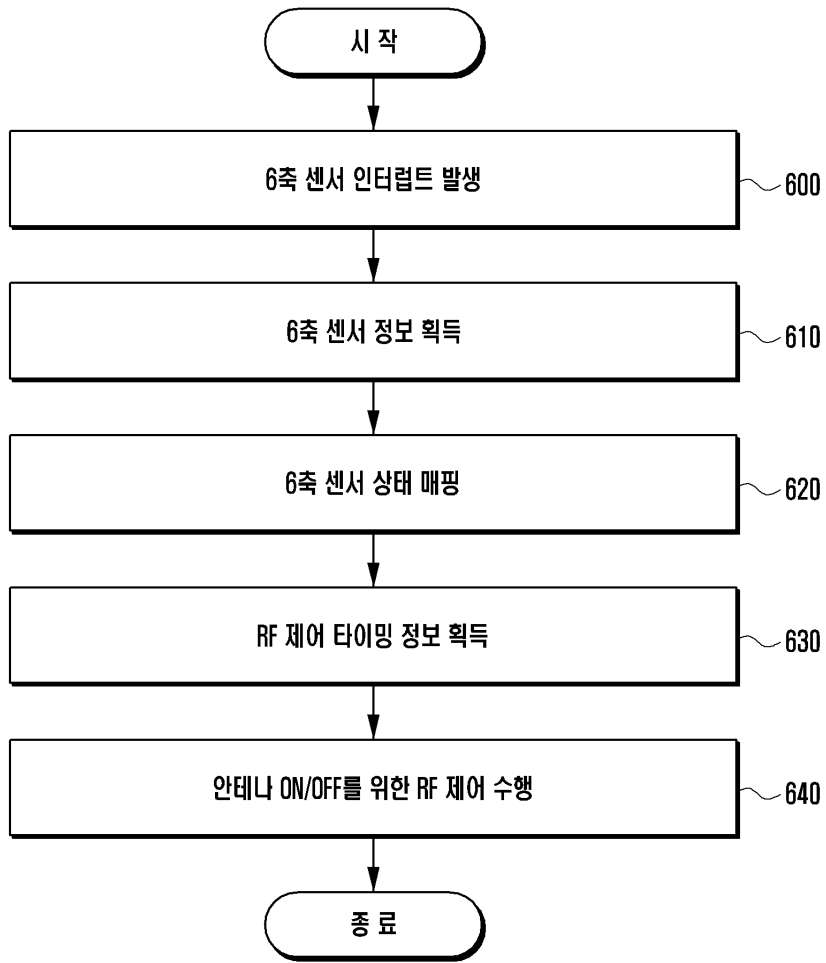 시 작
6축 센서 인터럽트 발생
600
6축 센서 정보 획득
610
6축 센서 상태 매핑
620
RF 제어 타이밍 정보 획득
630
안테나 ON/OFF를 위한 RF 제어 수행
640
종 료